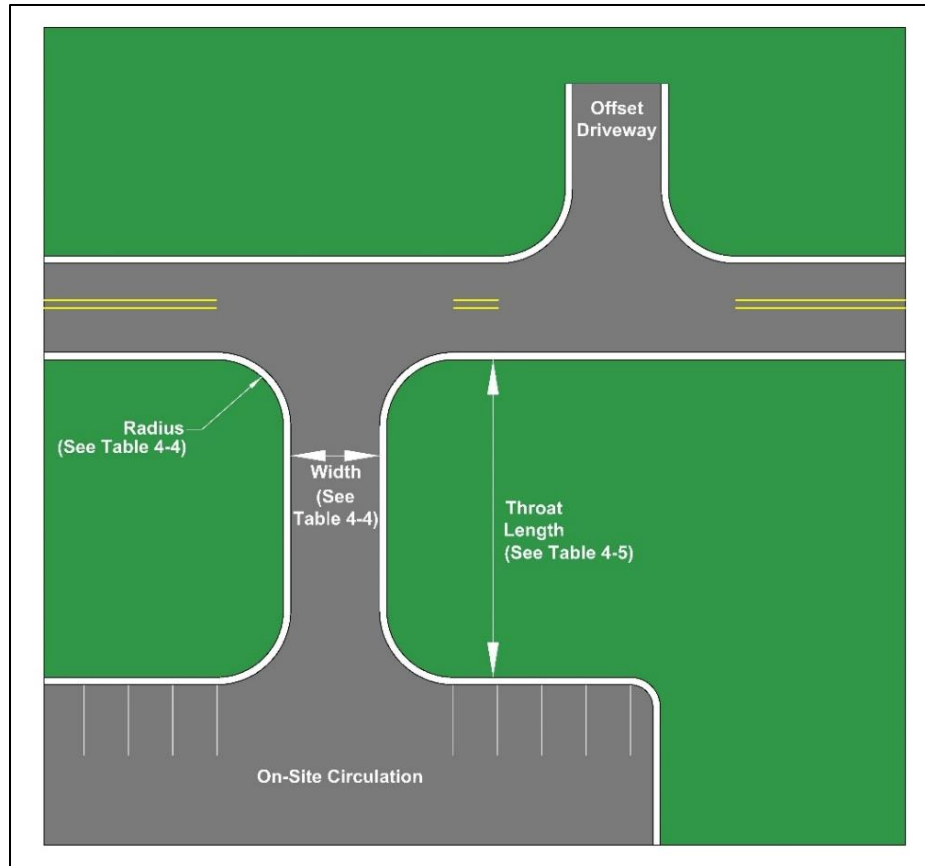 Offset
Driveway
Radius
(See Table 4-4)
Width
(See
Table 4-4)
Throat
Length
(See Table 4-5)
On-Site Circulation